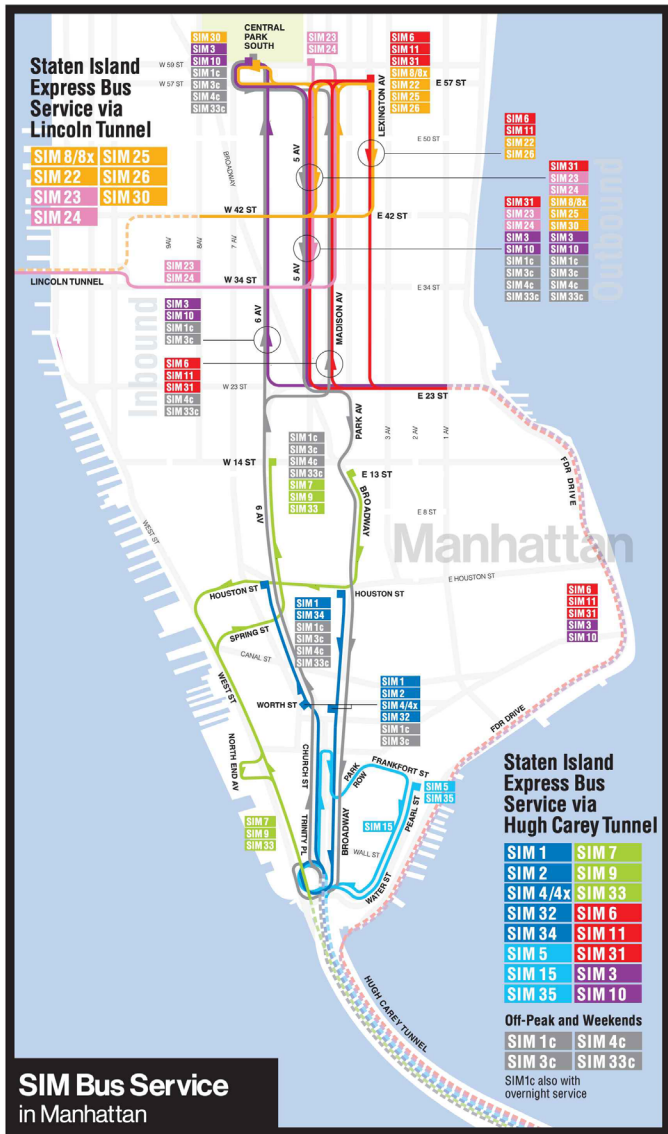 CENTRAL
PARK
SOUTH
SIM 30
SIM 3
SIM 10
SIM 1c
SIM 3c
SIM 4c
SIM 33c
SIM 23
SIM 24
SIM 6
SIM 11
SIM 31
SIM 8/8x
SIM 22
SIM 25
SIM 26
W 59 ST
W 57 ST
E 57 ST
LEXINGTON AV
Staten Island
Express Bus
Service via
Lincoln Tunnel
SIM 8/8x SIM 25
SIM 22 SIM 26
SIM 23 SIM 30
SIM 24
BROADWAY
5 AV
E 50 ST
SIM 6
SIM 11
SIM 22
SIM 26
SIM 31
SIM 23
SIM 24
SIM 31 SIM 8/8x
SIM 23 SIM 25
SIM 24 SIM 30
SIM 3 SIM 3
SIM 10 SIM 10
SIM 1c SIM 1c
SIM 3c SIM 3c
SIM 4c SIM 4c
SIM 33c SIM 33c
Outbound
W 42 ST
E 42 ST
9AV
8AV
7 AV
5 AV
SIM 23
SIM 24
LINCOLN TUNNEL
W 34 ST
E 34 ST
Inbound
SIM 3
SIM 10
SIM 1c
SIM 3c
6 AV
MADISON AV
SIM 6
SIM 11
SIM 31
SIM 4c
SIM 33c
W 23 ST
E 23 ST
PARK AV
3 AV
2 AV
1 AV
SIM 1c
SIM 3c
SIM 4c
SIM 33c
SIM 7
SIM 9
SIM 33
W 14 ST
E 13 ST
BROADWAY
6 AV
E 8 ST
FDR DRIVE
WEST ST
Manhattan
E HOUSTON ST
HOUSTON ST
HOUSTON ST
SIM 6
SIM 11
SIM 31
SIM 3
SIM 10
SIM 1
SIM 34
SIM 1c
SIM 3c
SIM 4c
SIM 33c
SPRING ST
CANAL ST
WEST ST
WORTH ST
SIM 1
SIM 2
SIM 4/4x
SIM 32
SIM 1c
SIM 3c
FDR DRIVE
NORTH END AV
CHURCH ST
PARK
ROW
FRANKFORT ST
SIM 5
SIM 35
PEARL ST
SIM 15
SIM 7
SIM 9
SIM 33
TRINITY PL
BROADWAY
WALL ST
WATER ST
HUGH CAREY TUNNEL
Staten Island
Express Bus
Service via
Hugh Carey Tunnel
SIM 1 SIM 7
SIM 2 SIM 9
SIM 4/4x SIM 33
SIM 32 SIM 6
SIM 34 SIM 11
SIM 5 SIM 31
SIM 15 SIM 3
SIM 35 SIM 10
Off-Peak and Weekends
SIM 1c SIM 4c
SIM 3c SIM 33c
SIM1c also with
overnight service
SIM Bus Service
in Manhattan